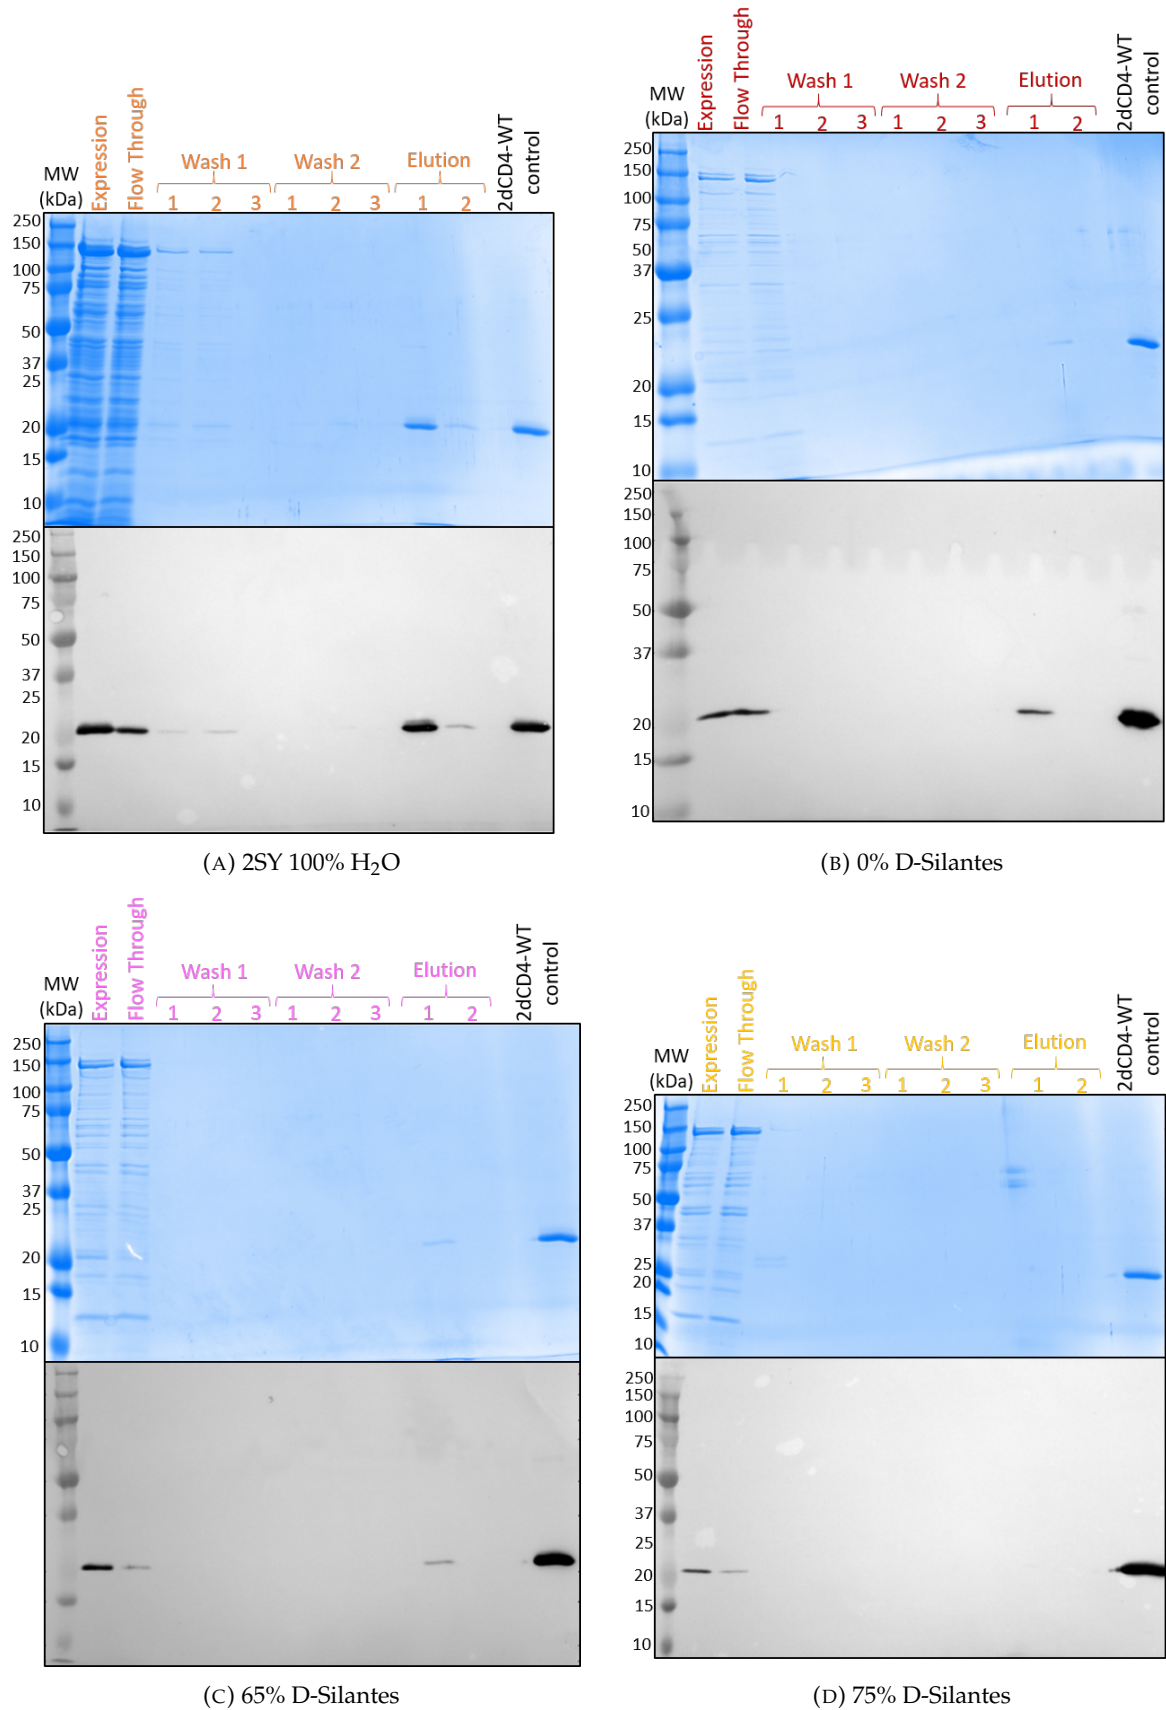 MW
(kDa)
Expression
Flow Through
Wash 1
1 2 3
Wash 2
1 2 3
Elution
1 2
2dCD4-WT
control
250
150
100
75
50
37
25
20
15
10
250
150
100
75
50
37
25
20
15
10
(A) 2SY 100% H₂O
MW
(kDa)
Expression
Flow Through
Wash 1
1 2 3
Wash 2
1 2 3
Elution
1 2
2dCD4-WT
control
250
150
100
75
50
37
25
20
15
10
250
150
100
75
50
37
20
15
10
(B) 0% D-Silantes
MW
(kDa)
Expression
Flow Through
Wash 1
1 2 3
Wash 2
1 2 3
Elution
1 2
2dCD4-WT
control
250
150
100
75
50
37
25
20
15
10
(C) 65% D-Silantes
MW
(kDa)
Expression
Flow Through
Wash 1
1 2 3
Wash 2
1 2 3
Elution
1 2
2dCD4-WT
control
250
150
100
75
50
37
25
20
15
10
250
150
100
75
50
37
25
20
15
10
(D) 75% D-Silantes